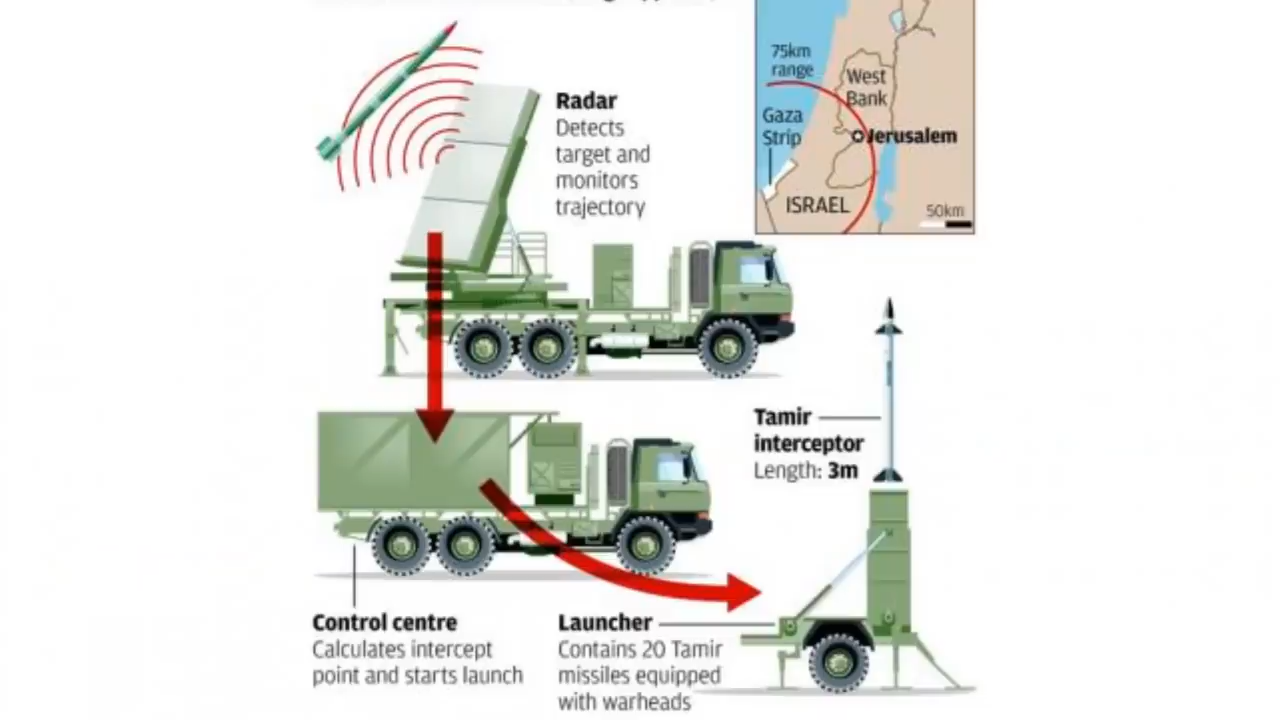 Radar
Detects
target and
monitors
trajectory
75km
range
West
Bank
Gaza
Strip
Jerusalem
ISRAEL
50km
Tamir
interceptor
Length: 3m
Control centre
Calculates intercept
point and starts launch
Launcher
Contains 20 Tamir
missiles equipped
with warheads